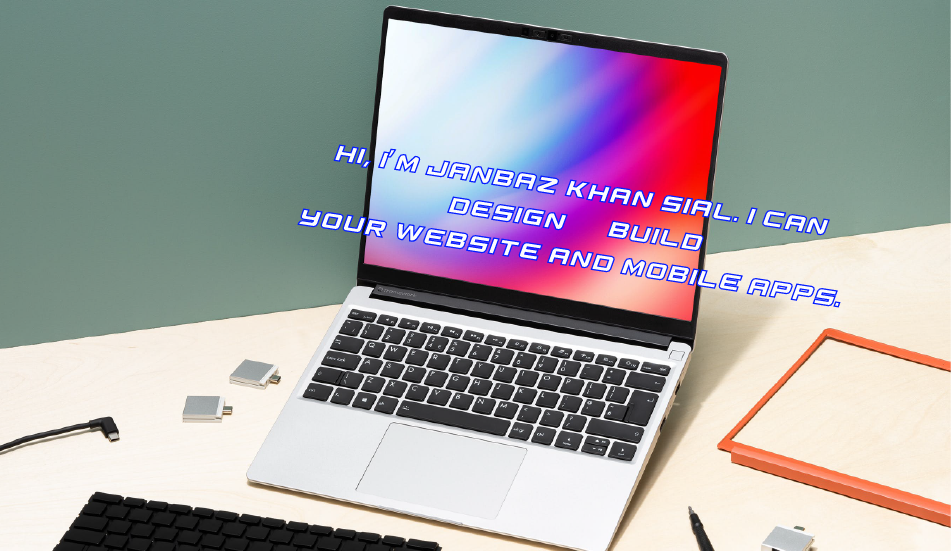 HI, I'M JANBAZ KHAN SIAL. I CAN
DESIGN BUILD
YOUR WEBSITE AND MOBILE APPS.